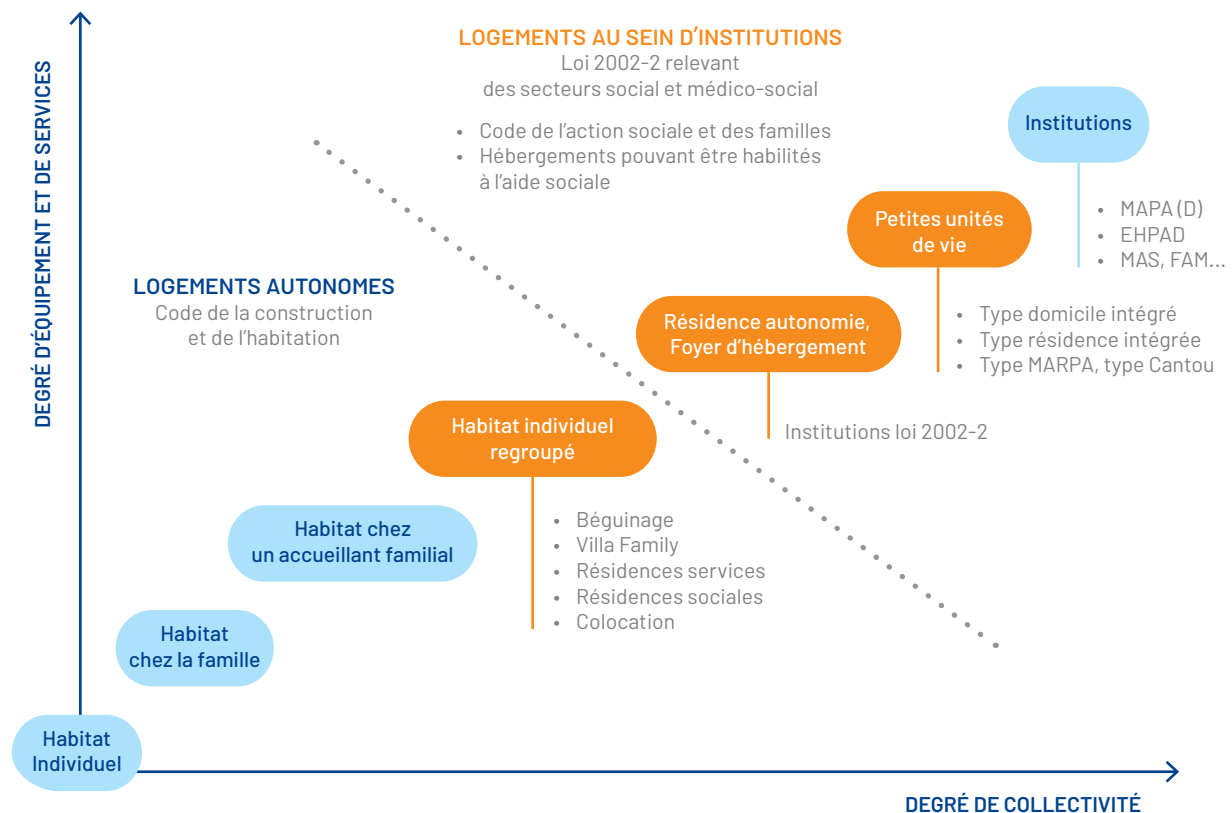 DEGRÉ D'ÉQUIPEMENT ET DE SERVICES
LOGEMENTS AU SEIN D'INSTITUTIONS
Loi 2002-2 relevant
des secteurs social et médico-social
• Code de l'action sociale et des familles
• Hébergements pouvant être habilités
à l'aide sociale
Institutions
• MAPA (D)
• EHPAD
• MAS, FAM...
Petites unités
de vie
• Type domicile intégré
• Type résidence intégrée
• Type MARPA, type Cantou
LOGEMENTS AUTONOMES
Code de la construction
et de l'habitation
Résidence autonomie,
Foyer d'hébergement
Institutions loi 2002-2
Habitat individuel
regroupé
• Béguinage
• Villa Family
• Résidences services
• Résidences sociales
• Colocation
Habitat chez
un accueillant familial
Habitat
chez la famille
Habitat
Individuel
DEGRÉ DE COLLECTIVITÉ